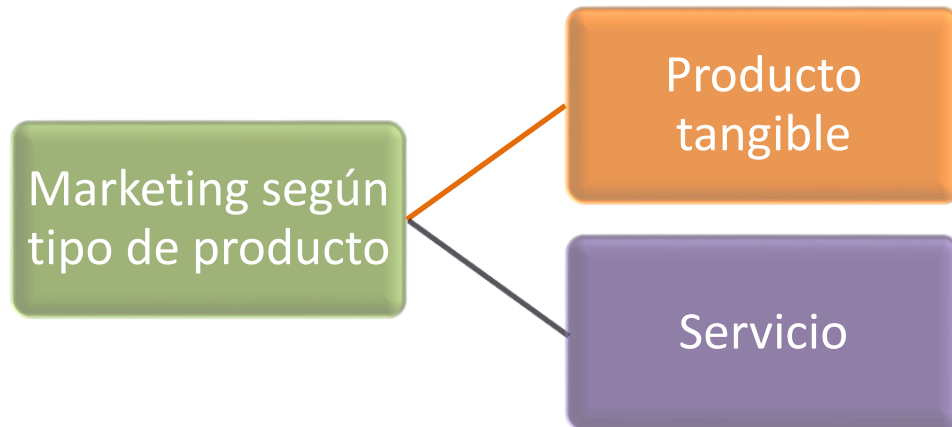 Marketing según
tipo de producto
Producto
tangible
Servicio